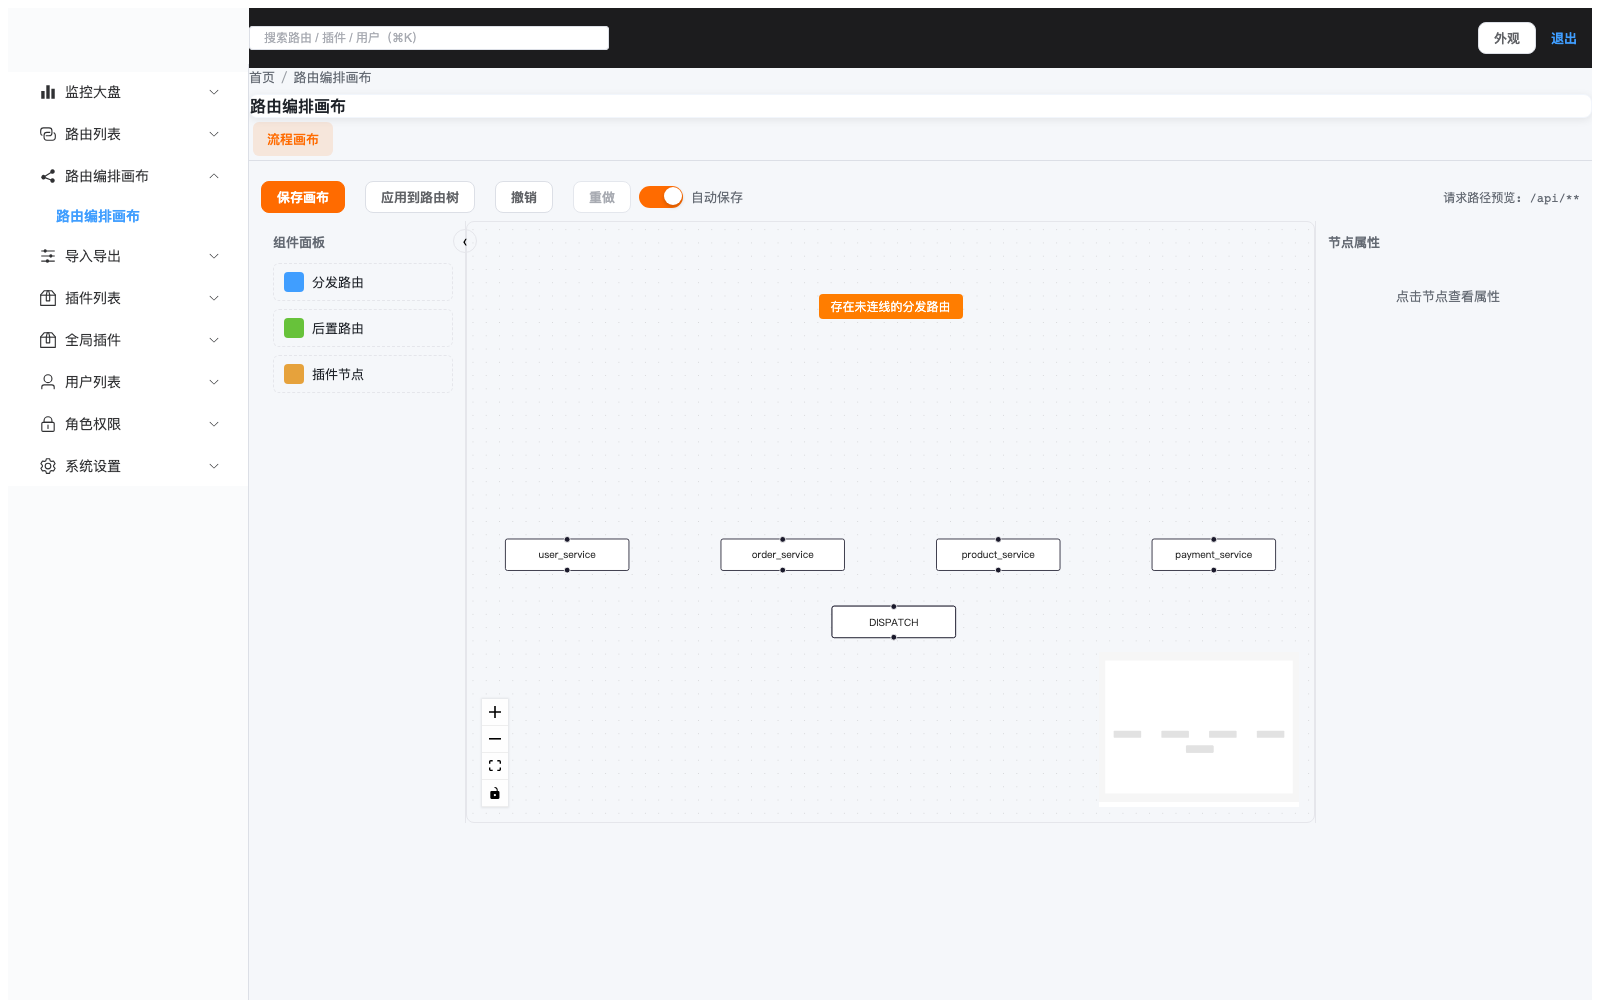 搜索路由 / 插件 / 用户（⌘K）
外观
退出
监控大盘
路由列表
路由编排画布
路由编排画布
导入导出
插件列表
全局插件
用户列表
角色权限
系统设置
首页 / 路由编排画布
路由编排画布
流程画布
保存画布
应用到路由树
撤销
重做
自动保存
请求路径预览: /api/**
组件面板
分发路由
后置路由
插件节点
存在未连线的分发路由
user_service
order_service
product_service
payment_service
DISPATCH
节点属性
点击节点查看属性